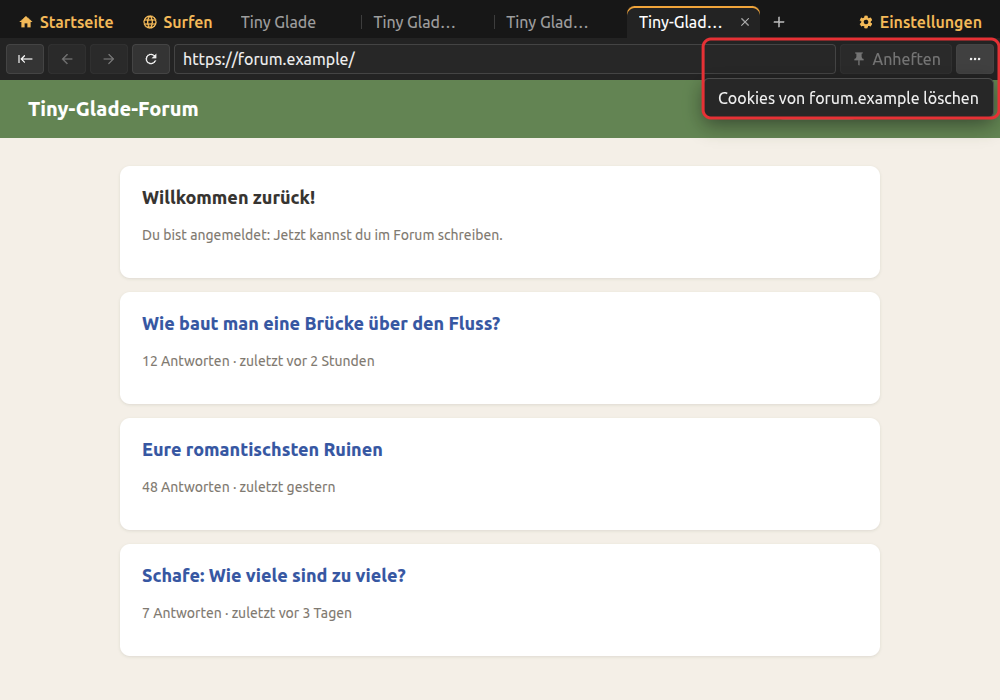 Startseite Surfen Tiny Glade Tiny Glad… Tiny Glad… Tiny-Glad… Einstellungen
https://forum.example/ Anheften
Cookies von forum.example löschen
Tiny-Glade-Forum
Willkommen zurück!
Du bist angemeldet: Jetzt kannst du im Forum schreiben.
Wie baut man eine Brücke über den Fluss?
12 Antworten · zuletzt vor 2 Stunden
Eure romantischsten Ruinen
48 Antworten · zuletzt gestern
Schafe: Wie viele sind zu viele?
7 Antworten · zuletzt vor 3 Tagen